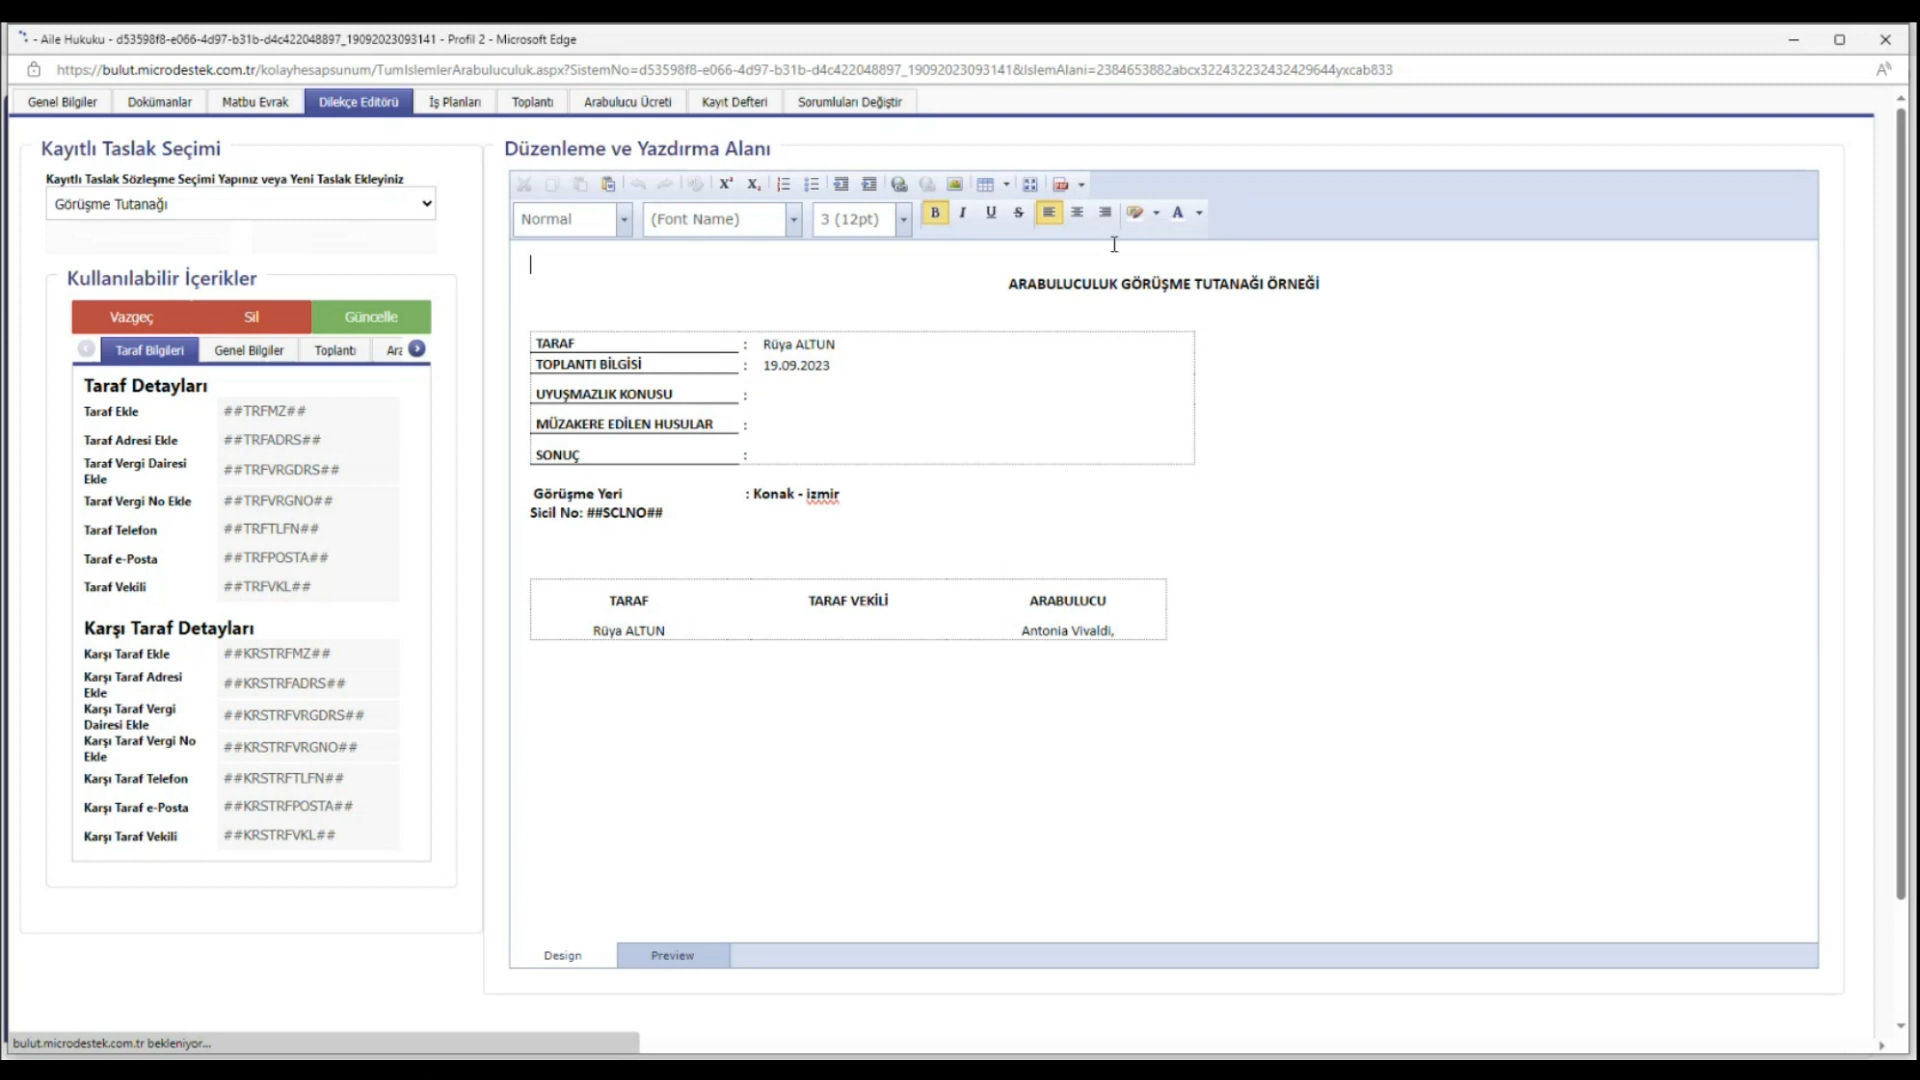 - Aile Hukuku - d53598f8-e066-4d97-b31b-d4c422048897_19092023093141 - Profil 2 - Microsoft Edge
https://bulut.microdestek.com.tr/kolayhesapsunum/TumIslemlerArabuluculuk.aspx?SistemNo=d53598f8-e066-4d97-b31b-d4c422048897_19092023093141&IslemAlani=2384653882abcx322432232432429644yxcab833
Genel Bilgiler Dokümanlar Matbu Evrak Dilekçe Editörü İş Planları Toplantı Arabulucu Ücreti Kayıt Defteri Sorumluları Değiştir
Kayıtlı Taslak Seçimi
Kayıtlı Taslak Sözleşme Seçimi Yapınız veya Yeni Taslak Ekleyiniz
Görüşme Tutanağı
Kullanılabilir İçerikler
Vazgeç Sil Güncelle
Taraf Bilgileri Genel Bilgiler Toplantı Ara
Taraf Detayları
Taraf Ekle ##TRFMZ##
Taraf Adresi Ekle ##TRFADRS##
Taraf Vergi Dairesi Ekle ##TRFVRGDRS##
Taraf Vergi No Ekle ##TRFVRGNO##
Taraf Telefon ##TRFTLFN##
Taraf e-Posta ##TRFPOSTA##
Taraf Vekili ##TRFVKL##
Karşı Taraf Detayları
Karşı Taraf Ekle ##KRSTRFMZ##
Karşı Taraf Adresi Ekle ##KRSTRFADRS##
Karşı Taraf Vergi Dairesi Ekle ##KRSTRFVRGDRS##
Karşı Taraf Vergi No Ekle ##KRSTRFVRGNO##
Karşı Taraf Telefon ##KRSTRFTLFN##
Karşı Taraf e-Posta ##KRSTRFPOSTA##
Karşı Taraf Vekili ##KRSTRFVKL##
Düzenleme ve Yazdırma Alanı
Normal (Font Name) 3 (12pt) B I U S A
ARABULUCULUK GÖRÜŞME TUTANAĞI ÖRNEĞİ
TARAF : Rüya ALTUN
TOPLANTI BİLGİSİ : 19.09.2023
UYUŞMAZLIK KONUSU :
MÜZAKERE EDİLEN HUSULAR :
SONUÇ :
Görüşme Yeri : Konak - izmir
Sicil No: ##SCLNO##
TARAF TARAF VEKİLİ ARABULUCU
Rüya ALTUN Antonia Vivaldi,
Design Preview
bulut.microdestek.com.tr bekleniyor...